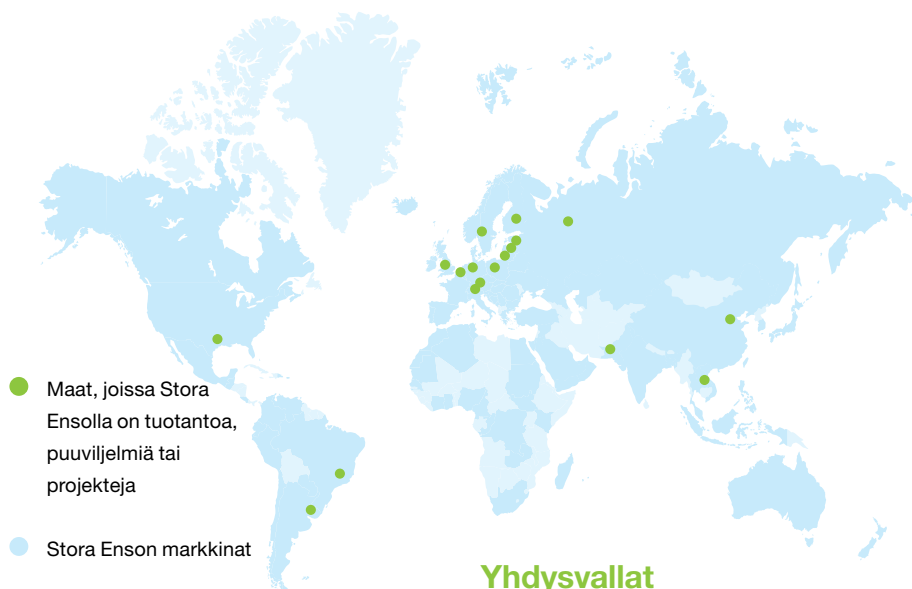 Maat, joissa Stora
Ensolla on tuotantoa,
puuviljelmiä tai
projekteja
Stora Enson markkinat
Yhdysvallat